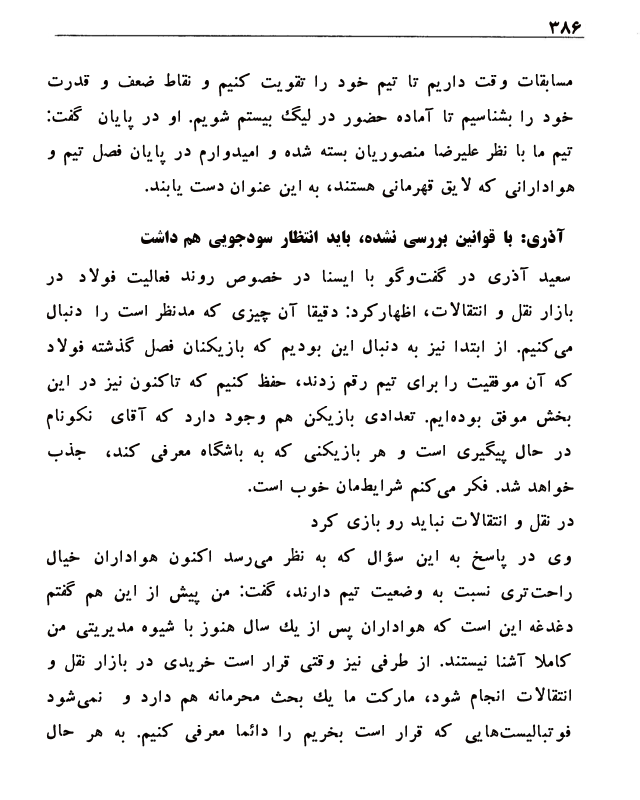 ۳۸۶
مسابقات وقت داریم تا تیم خود را تقویت کنیم و نقاط ضعف و قدرت
خود را بشناسیم تا آماده حضور در لیگ بیستم شویم. او در پایان گفت:
تیم ما با نظر علیرضا منصوریان بسته شده و امیدوارم در پایان فصل تیم و
هوادارانی که لایق قهرمانی هستند، به این عنوان دست یابند.
آذری: با قوانین بررسی نشده، باید انتظار سودجویی هم داشت
سعید آذری در گفت‌وگو با ایسنا در خصوص روند فعالیت فولاد در
بازار نقل و انتقالات، اظهارکرد: دقیقا آن چیزی که مدنظر است را دنبال
می‌کنیم. از ابتدا نیز به دنبال این بودیم که بازیکنان فصل گذشته فولاد
که آن موفقیت را برای تیم رقم زدند، حفظ کنیم که تاکنون نیز در این
بخش موفق بوده‌ایم. تعدادی بازیکن هم وجود دارد که آقای نکونام
در حال پیگیری است و هر بازیکنی که به باشگاه معرفی کند، جذب
خواهد شد. فکر می‌کنم شرایط‌مان خوب است.
در نقل و انتقالات نباید رو بازی کرد
وی در پاسخ به این سؤال که به نظر می‌رسد اکنون هواداران خیال
راحت‌تری نسبت به وضعیت تیم دارند، گفت: من پیش از این هم گفتم
دغدغه این است که هواداران پس از یك سال هنوز با شیوه مدیریتی من
کاملا آشنا نیستند. از طرفی نیز وقتی قرار است خریدی در بازار نقل و
انتقالات انجام شود، مارکت ما یك بحث محرمانه هم دارد و نمی‌شود
فوتبالیست‌هایی که قرار است بخریم را دائما معرفی کنیم. به هر حال